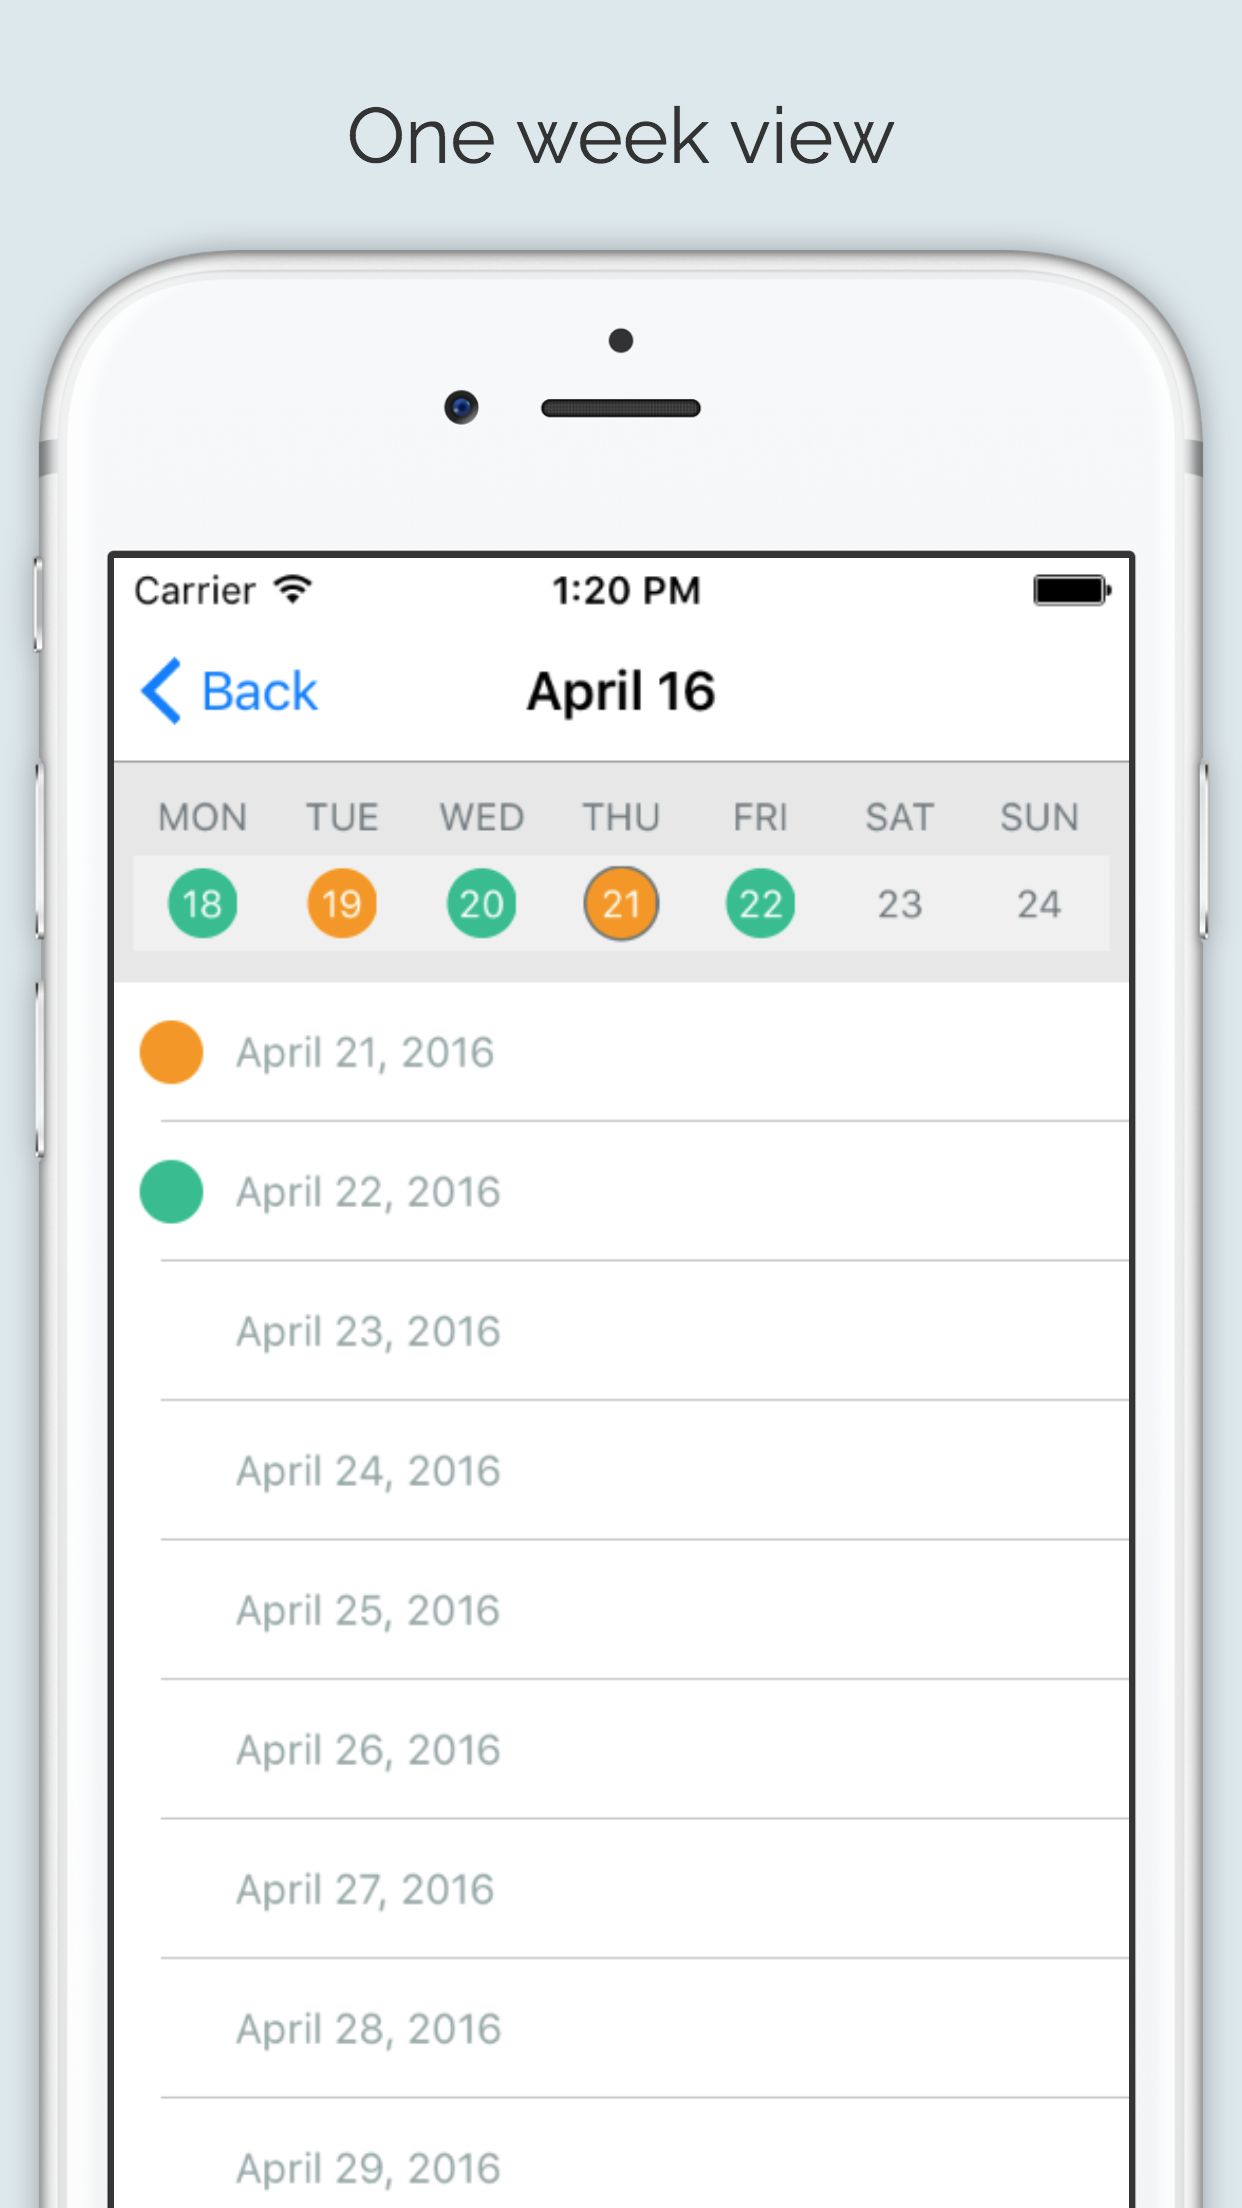 One week view
Carrier 1:20 PM
Back April 16
MON TUE WED THU FRI SAT SUN
18 19 20 21 22 23 24
April 21, 2016
April 22, 2016
April 23, 2016
April 24, 2016
April 25, 2016
April 26, 2016
April 27, 2016
April 28, 2016
April 29, 2016